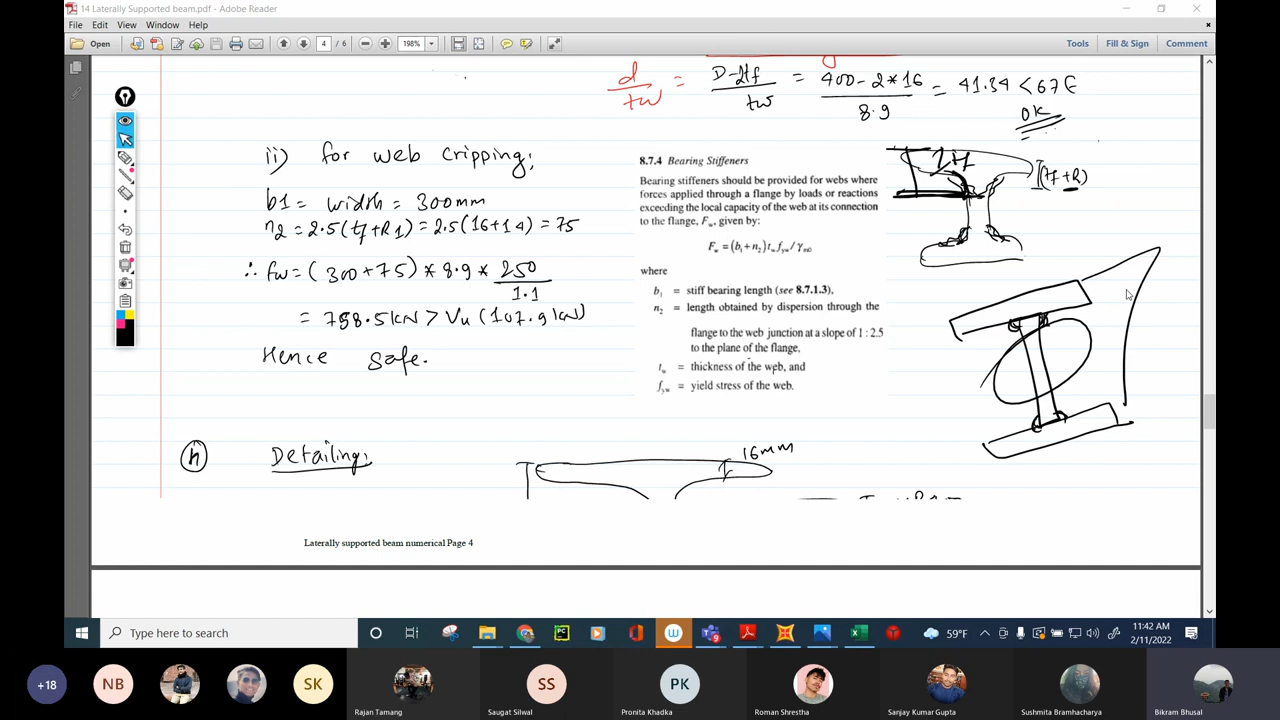 14 Laterally Supported beam.pdf - Adobe Reader
File Edit View Window Help
Open 4 / 6 198% Tools Fill & Sign Comment
d/tw = D-2tf/tw = 400-2*16/8.9 = 41.34 < 67ε
OK
ii) for web cripping;
b1 = width = 300mm
n2 = 2.5(tf+R1) = 2.5(16+14) = 75
∴ fw = (300+75) * 8.9 * 250/1.1
= 758.5kN > Vu (107.9kN)
Hence safe.
8.7.4 Bearing Stiffeners
Bearing stiffeners should be provided for webs where
forces applied through a flange by loads or reactions
exceeding the local capacity of the web at its connection
to the flange, Fw, given by:
Fw = (b1 + n2) tw fyw / γm0
where
b1 = stiff bearing length (see 8.7.1.3),
n2 = length obtained by dispersion through the
flange to the web junction at a slope of 1 : 2.5
to the plane of the flange,
tw = thickness of the web, and
fyw = yield stress of the web.
(tf+R)
h Detailing;
16mm
Laterally supported beam numerical Page 4
Type here to search
59°F
11:42 AM
2/11/2022
+18 NB SK SS PK
Rajan Tamang Saugat Silwal Pronita Khadka Roman Shrestha Sanjay Kumar Gupta Sushmita Bramhacharya Bikram Bhusal